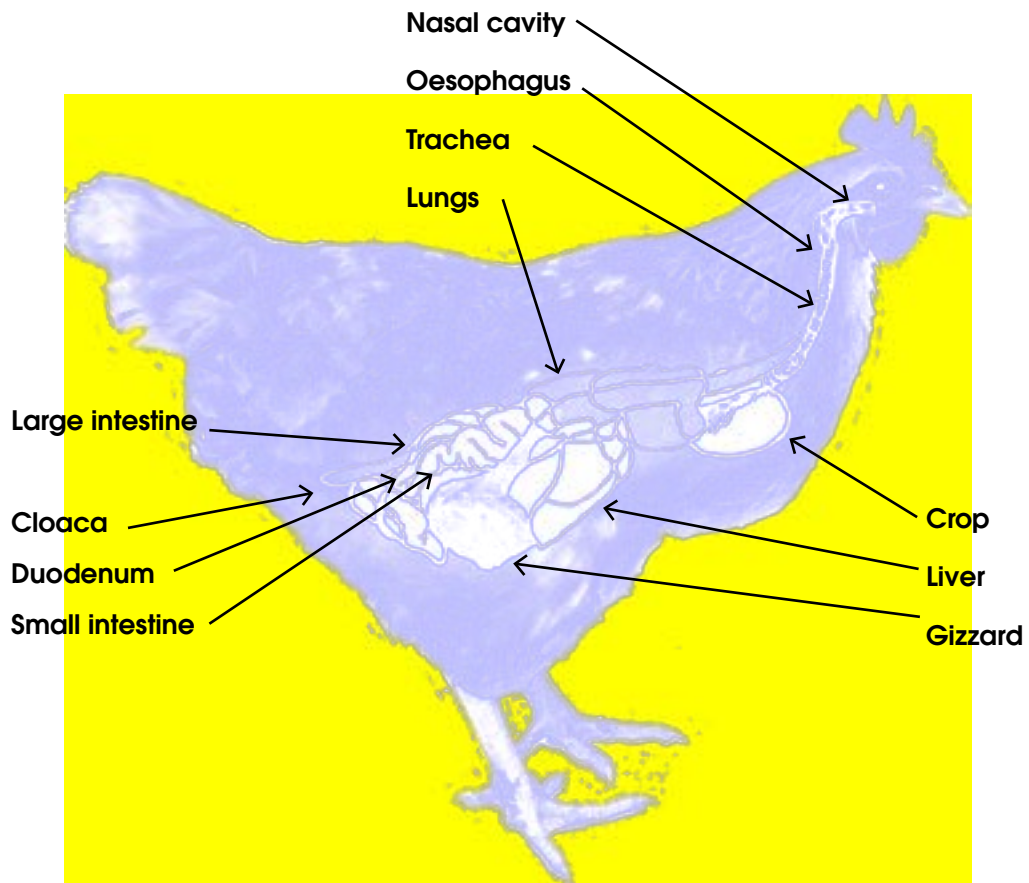 Nasal cavity
Oesophagus
Trachea
Lungs
Large intestine
Cloaca
Duodenum
Small intestine
Crop
Liver
Gizzard